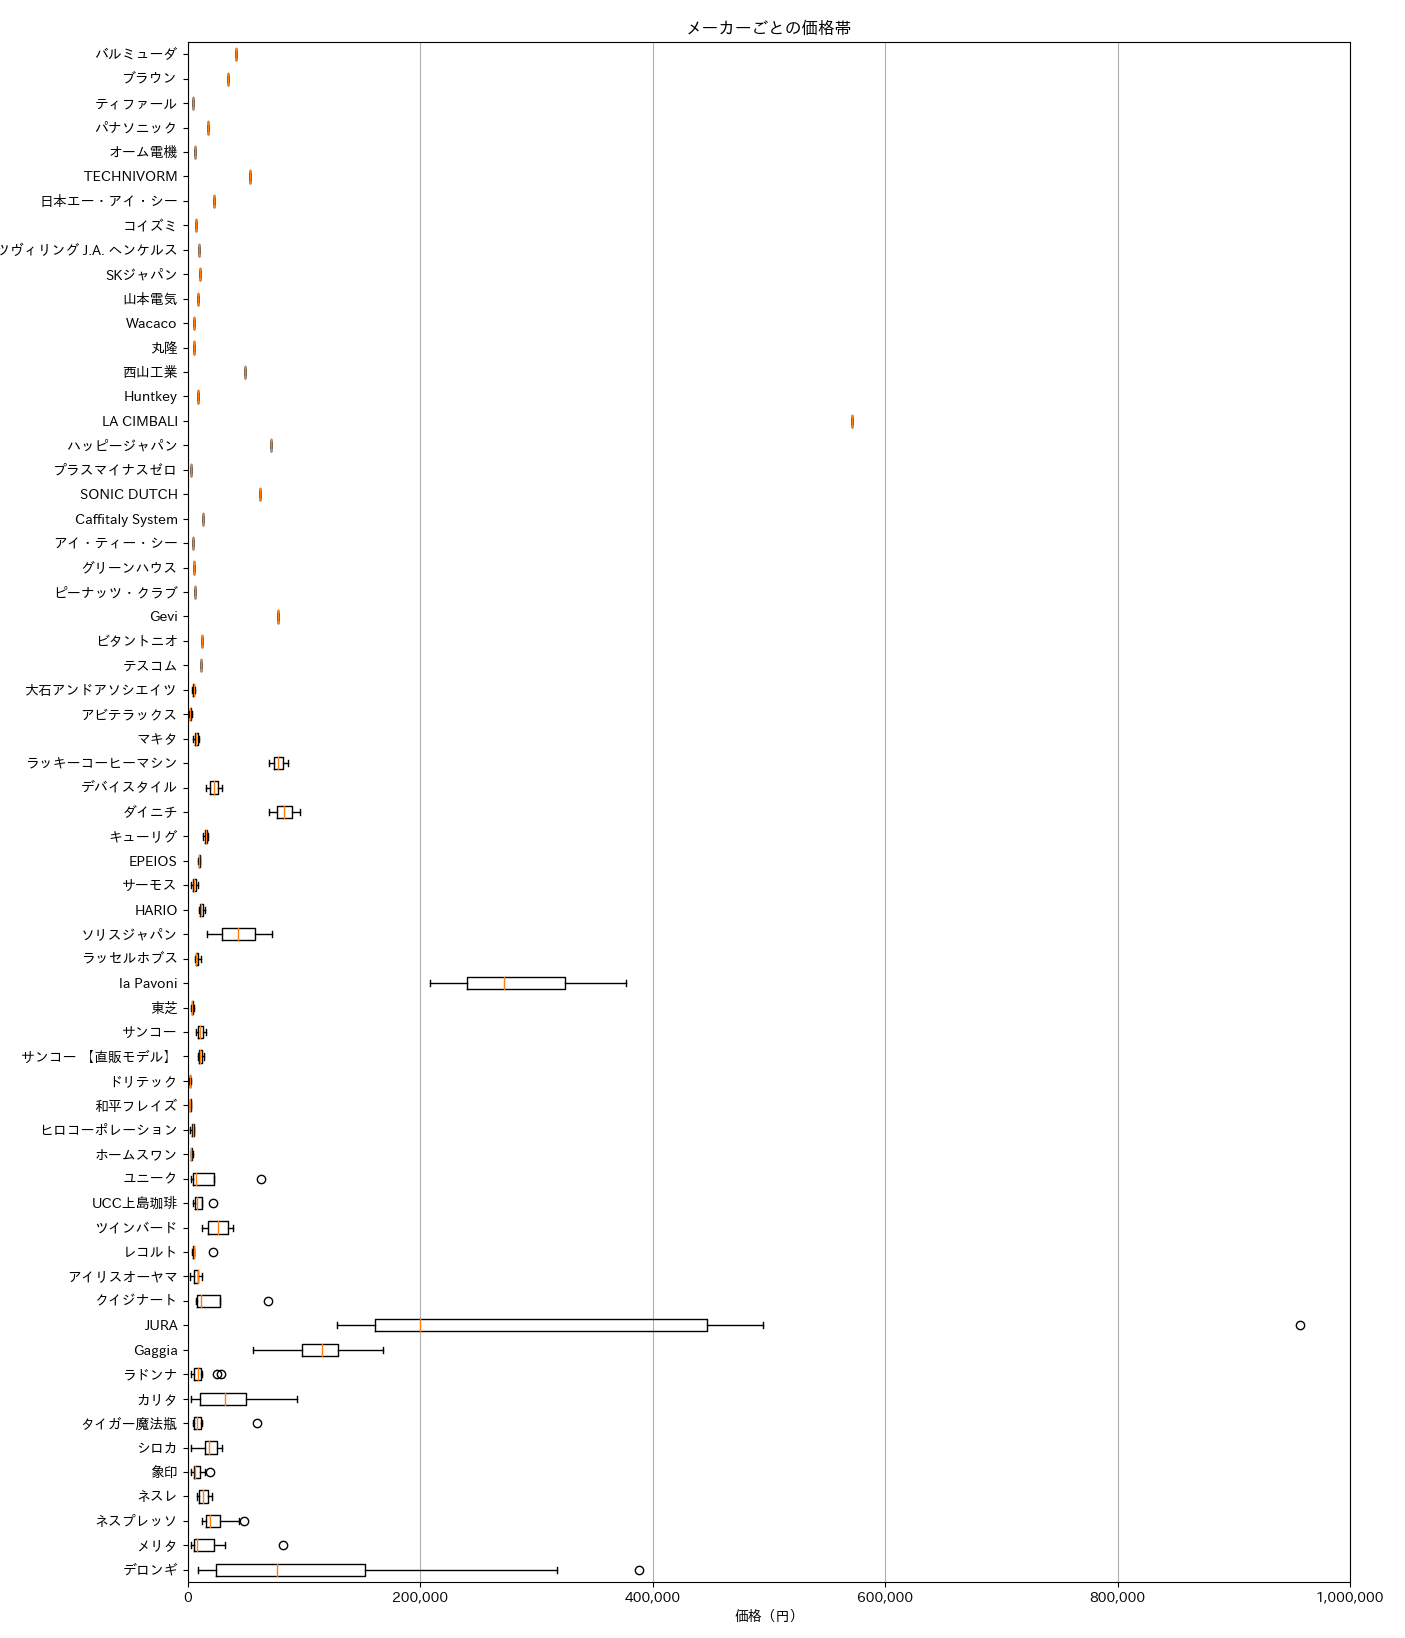 メーカーごとの価格帯
バルミューダ
ブラウン
ティファール
パナソニック
オーム電機
TECHNIVORM
日本エー・アイ・シー
コイズミ
ツヴィリング J.A. ヘンケルス
SKジャパン
山本電気
Wacaco
丸隆
西山工業
Huntkey
LA CIMBALI
ハッピージャパン
プラスマイナスゼロ
SONIC DUTCH
Caffitaly System
アイ・ティー・シー
グリーンハウス
ピーナッツ・クラブ
Gevi
ビタントニオ
テスコム
大石アンドアソシエイツ
アビテラックス
マキタ
ラッキーコーヒーマシン
デバイスタイル
ダイニチ
キューリグ
EPEIOS
サーモス
HARIO
ソリスジャパン
ラッセルホブス
la Pavoni
東芝
サンコー
サンコー 【直販モデル】
ドリテック
和平フレイズ
ヒロコーポレーション
ホームスワン
ユニーク
UCC上島珈琲
ツインバード
レコルト
アイリスオーヤマ
クイジナート
JURA
Gaggia
ラドンナ
カリタ
タイガー魔法瓶
シロカ
象印
ネスレ
ネスプレッソ
メリタ
デロンギ
0 200,000 400,000 600,000 800,000 1,000,000
価格（円）